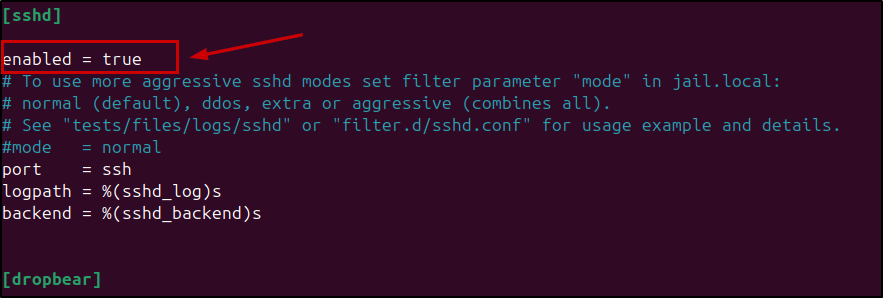 [sshd]
enabled = true
# To use more aggressive sshd modes set filter parameter "mode" in jail.local:
# normal (default), ddos, extra or aggressive (combines all).
# See "tests/files/logs/sshd" or "filter.d/sshd.conf" for usage example and details.
#mode   = normal
port    = ssh
logpath = %(sshd_log)s
backend = %(sshd_backend)s
[dropbear]